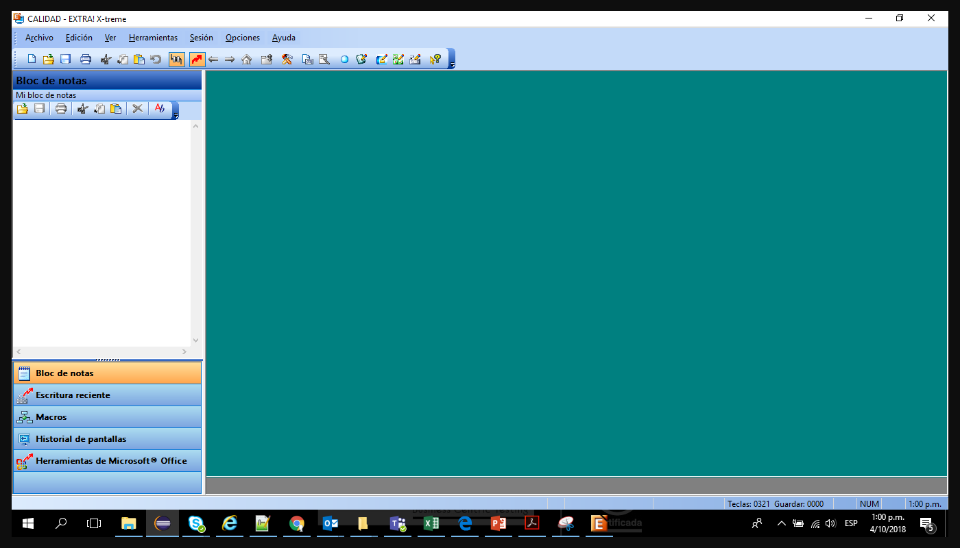 CALIDAD - EXTRA! X-treme
Archivo Edición Ver Herramientas Sesión Opciones Ayuda
Bloc de notas
Mi bloc de notas
Bloc de notas
Escritura reciente
Macros
Historial de pantallas
Herramientas de Microsoft® Office
Teclas: 0321 Guardar: 0000 NUM 1:00 p.m.
ESP
1:00 p.m.
4/10/2018
5